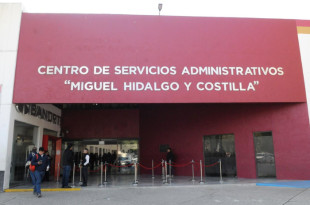 CENTRO DE SERVICIOS ADMINISTRATIVOS
“MIGUEL HIDALGO Y COSTILLA”